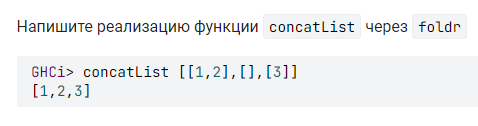 Напишите реализацию функции concatList через foldr
GHCi> concatList [[1,2],[],[3]]
[1,2,3]